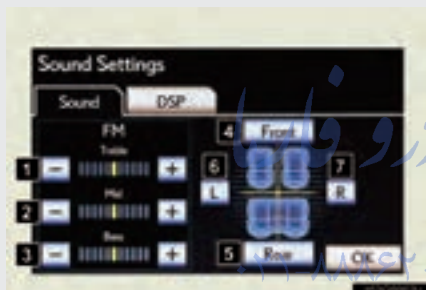 Sound Settings
Sound DSP
FM
Treble
4 Front
1 - +
6 7
L R
Mid
2 - +
Bass
3 - +
5 Rear OK